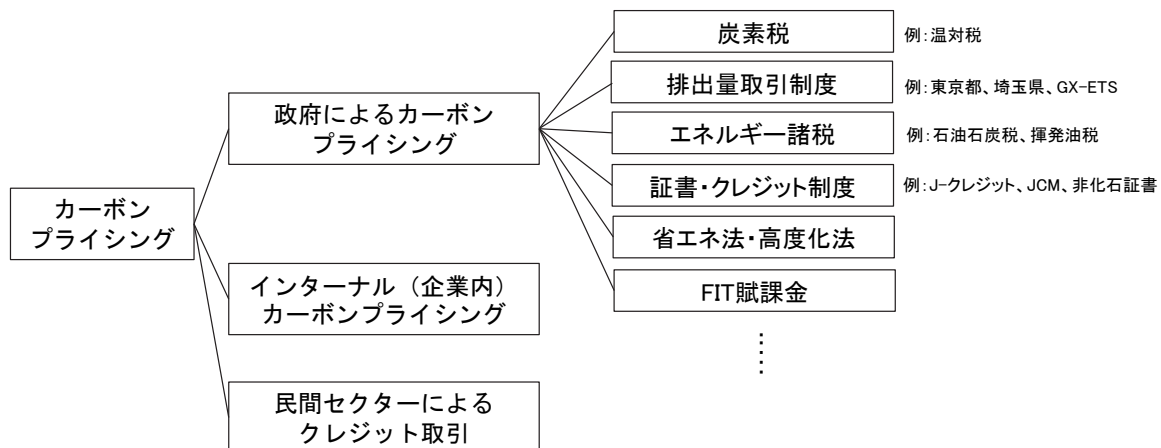 カーボン
プライシング
政府によるカーボン
プライシング
炭素税
例:温対税
排出量取引制度
例:東京都、埼玉県、GX-ETS
エネルギー諸税
例:石油石炭税、揮発油税
証書・クレジット制度
例:J-クレジット、JCM、非化石証書
省エネ法・高度化法
FIT賦課金
インターナル（企業内）
カーボンプライシング
民間セクターによる
クレジット取引